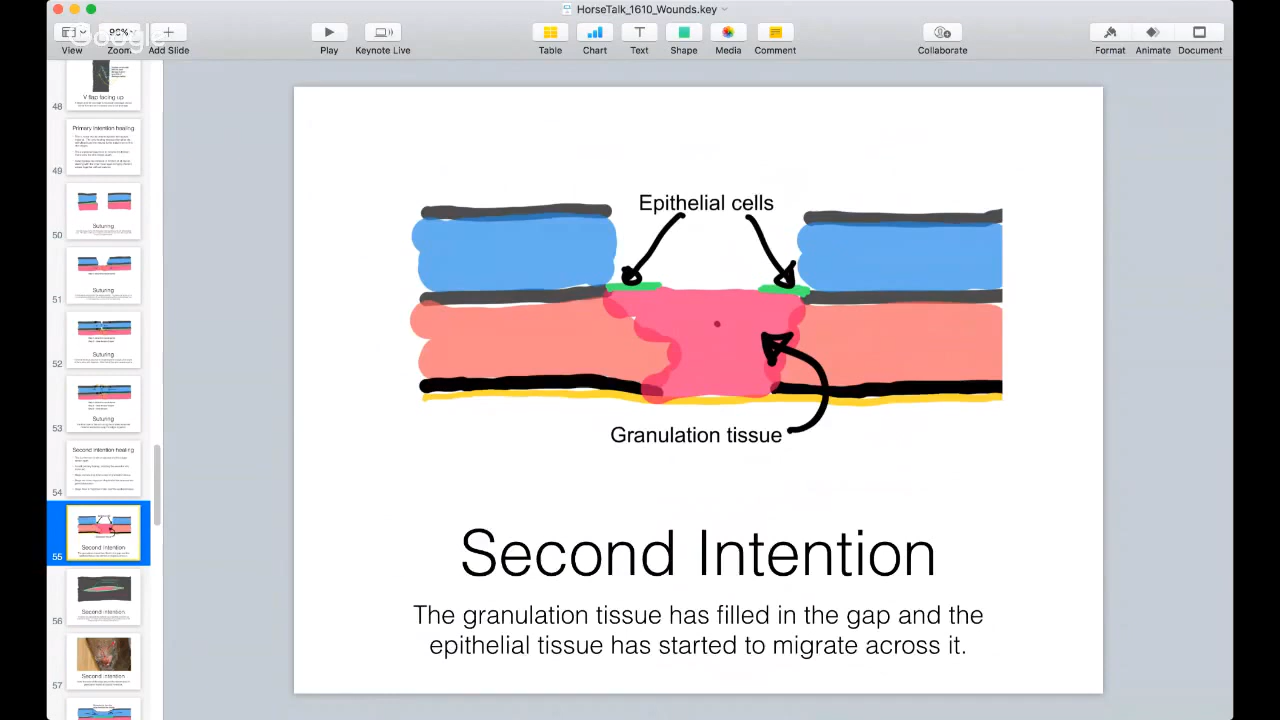 HorseTalk_1610_Wounds.key
Google
90%
View
Zoom
Add Slide
Play
Keynote Live
Table
Chart
Text
Shape
Media
Comment
Collaborate
Format
Animate
Document
V flap facing up
48
Primary intention healing
49
Suturing
50
Suturing
51
Suturing
52
Suturing
53
Second intention healing
54
Second Intention
55
Second Intention
56
Second Intention
57
Epithelial cells
Granulation tissue
Second Intention
The granulation tissue has filled in the gap and the
epithelial tissue has started to migrate across it.